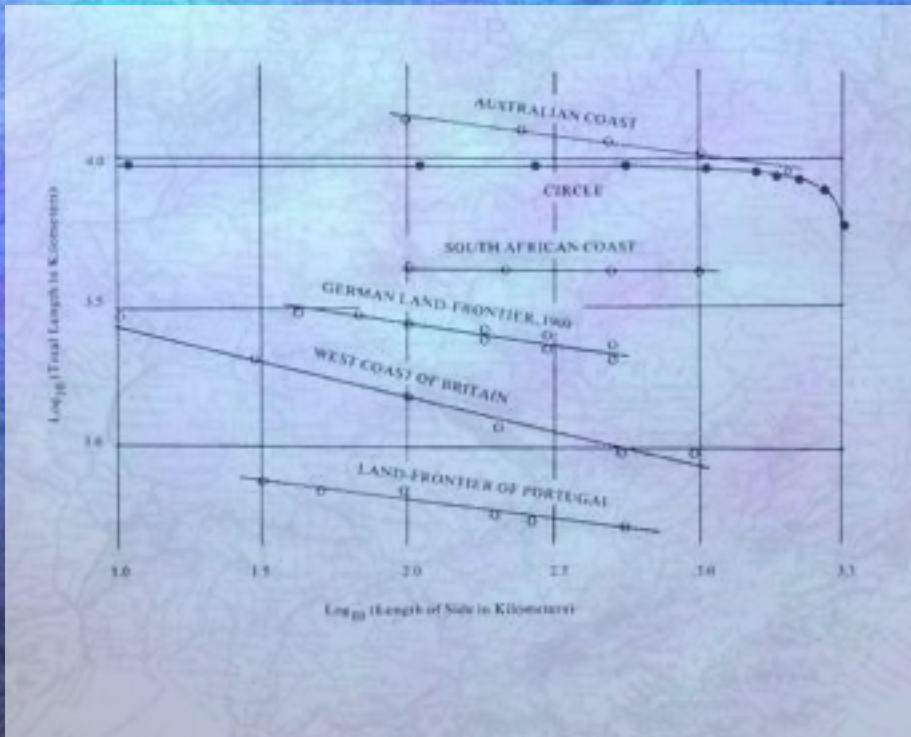 S P A
AUSTRALIAN COAST
4.0
CIRCLE
SOUTH AFRICAN COAST
GERMAN LAND-FRONTIER, 1900
3.5
WEST COAST OF BRITAIN
3.0
LAND-FRONTIER OF PORTUGAL
1.0 1.5 2.0 2.5 3.0 3.5
Log₁₀ (Total Length in Kilometers)
Log₁₀ (Length of Side in Kilometers)